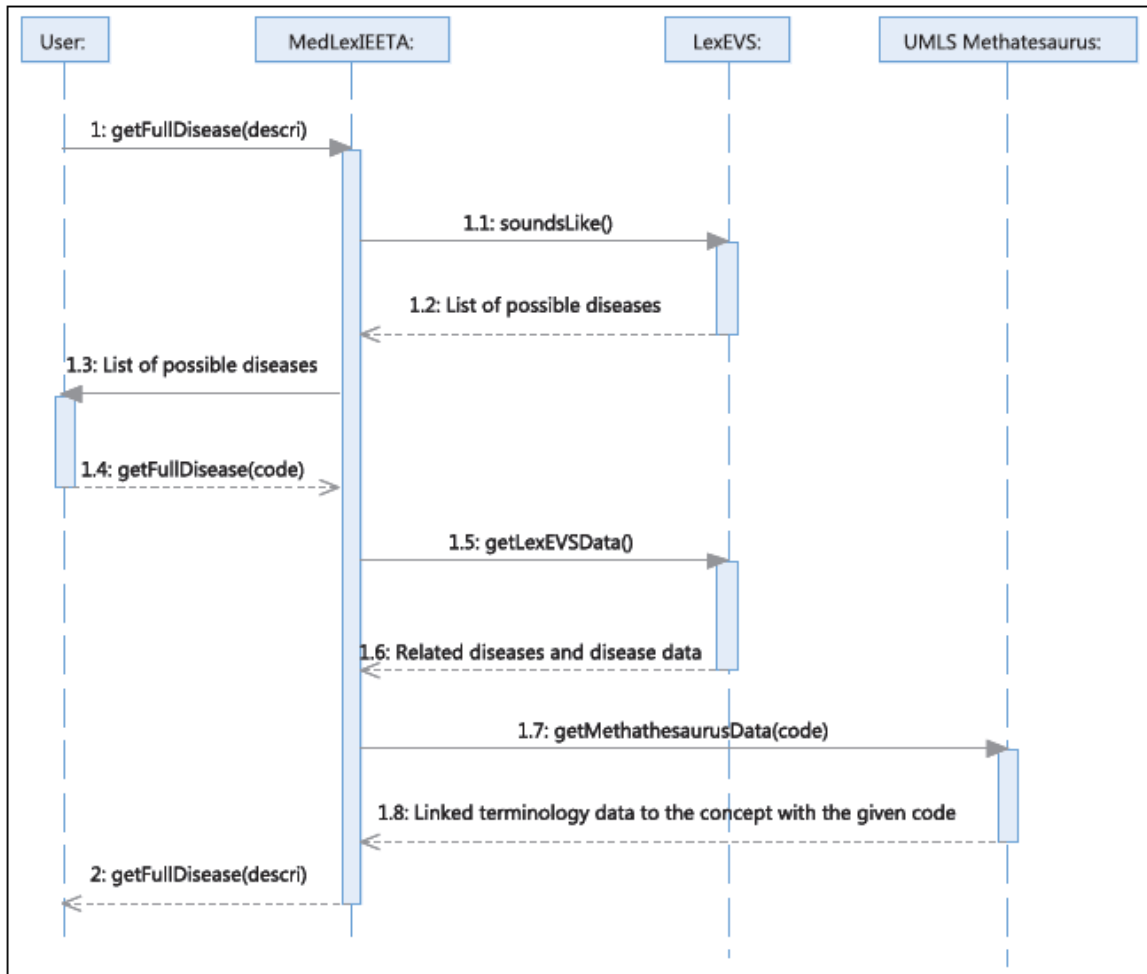 User:
MedLexIEETA:
LexEVS:
UMLS Methatesaurus:
1: getFullDisease(descri)
1.1: soundsLike()
1.2: List of possible diseases
1.3: List of possible diseases
1.4: getFullDisease(code)
1.5: getLexEVSData()
1.6: Related diseases and disease data
1.7: getMethathesaurusData(code)
1.8: Linked terminology data to the concept with the given code
2: getFullDisease(descri)